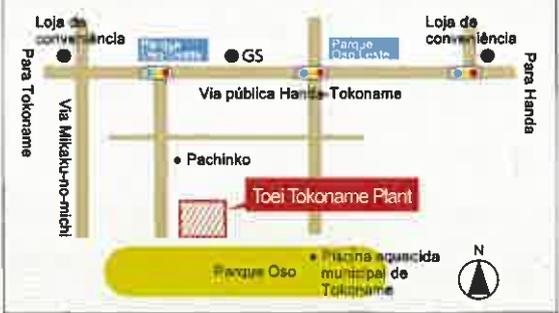 Loja de
conveniência
Loja de
conveniência
Parque
Oso Leste
GS
Para Tokoname
Para Handa
Via pública Handa-Tokoname
Via Mikaku-no-michi
Pachinko
Toei Tokoname Plant
Parque Oso
Piscina aquecida
municipal de
Tokoname
N